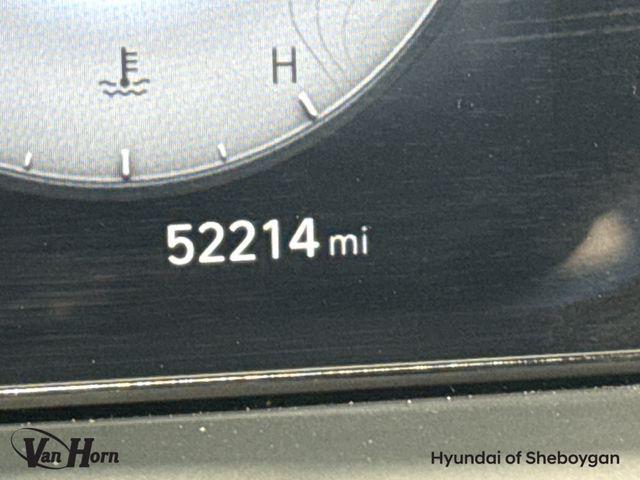 H
52214 mi
Van Horn
Hyundai of Sheboygan